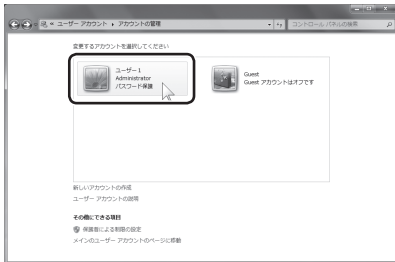 « ユーザー アカウント ▸ アカウントの管理
コントロール パネルの検索
変更するアカウントを選択してください
ユーザー 1
Administrator
パスワード保護
Guest
Guest アカウントはオフです
新しいアカウントの作成
ユーザー アカウントの説明
その他にできる項目
保護者による制限の設定
メインのユーザー アカウントのページに移動